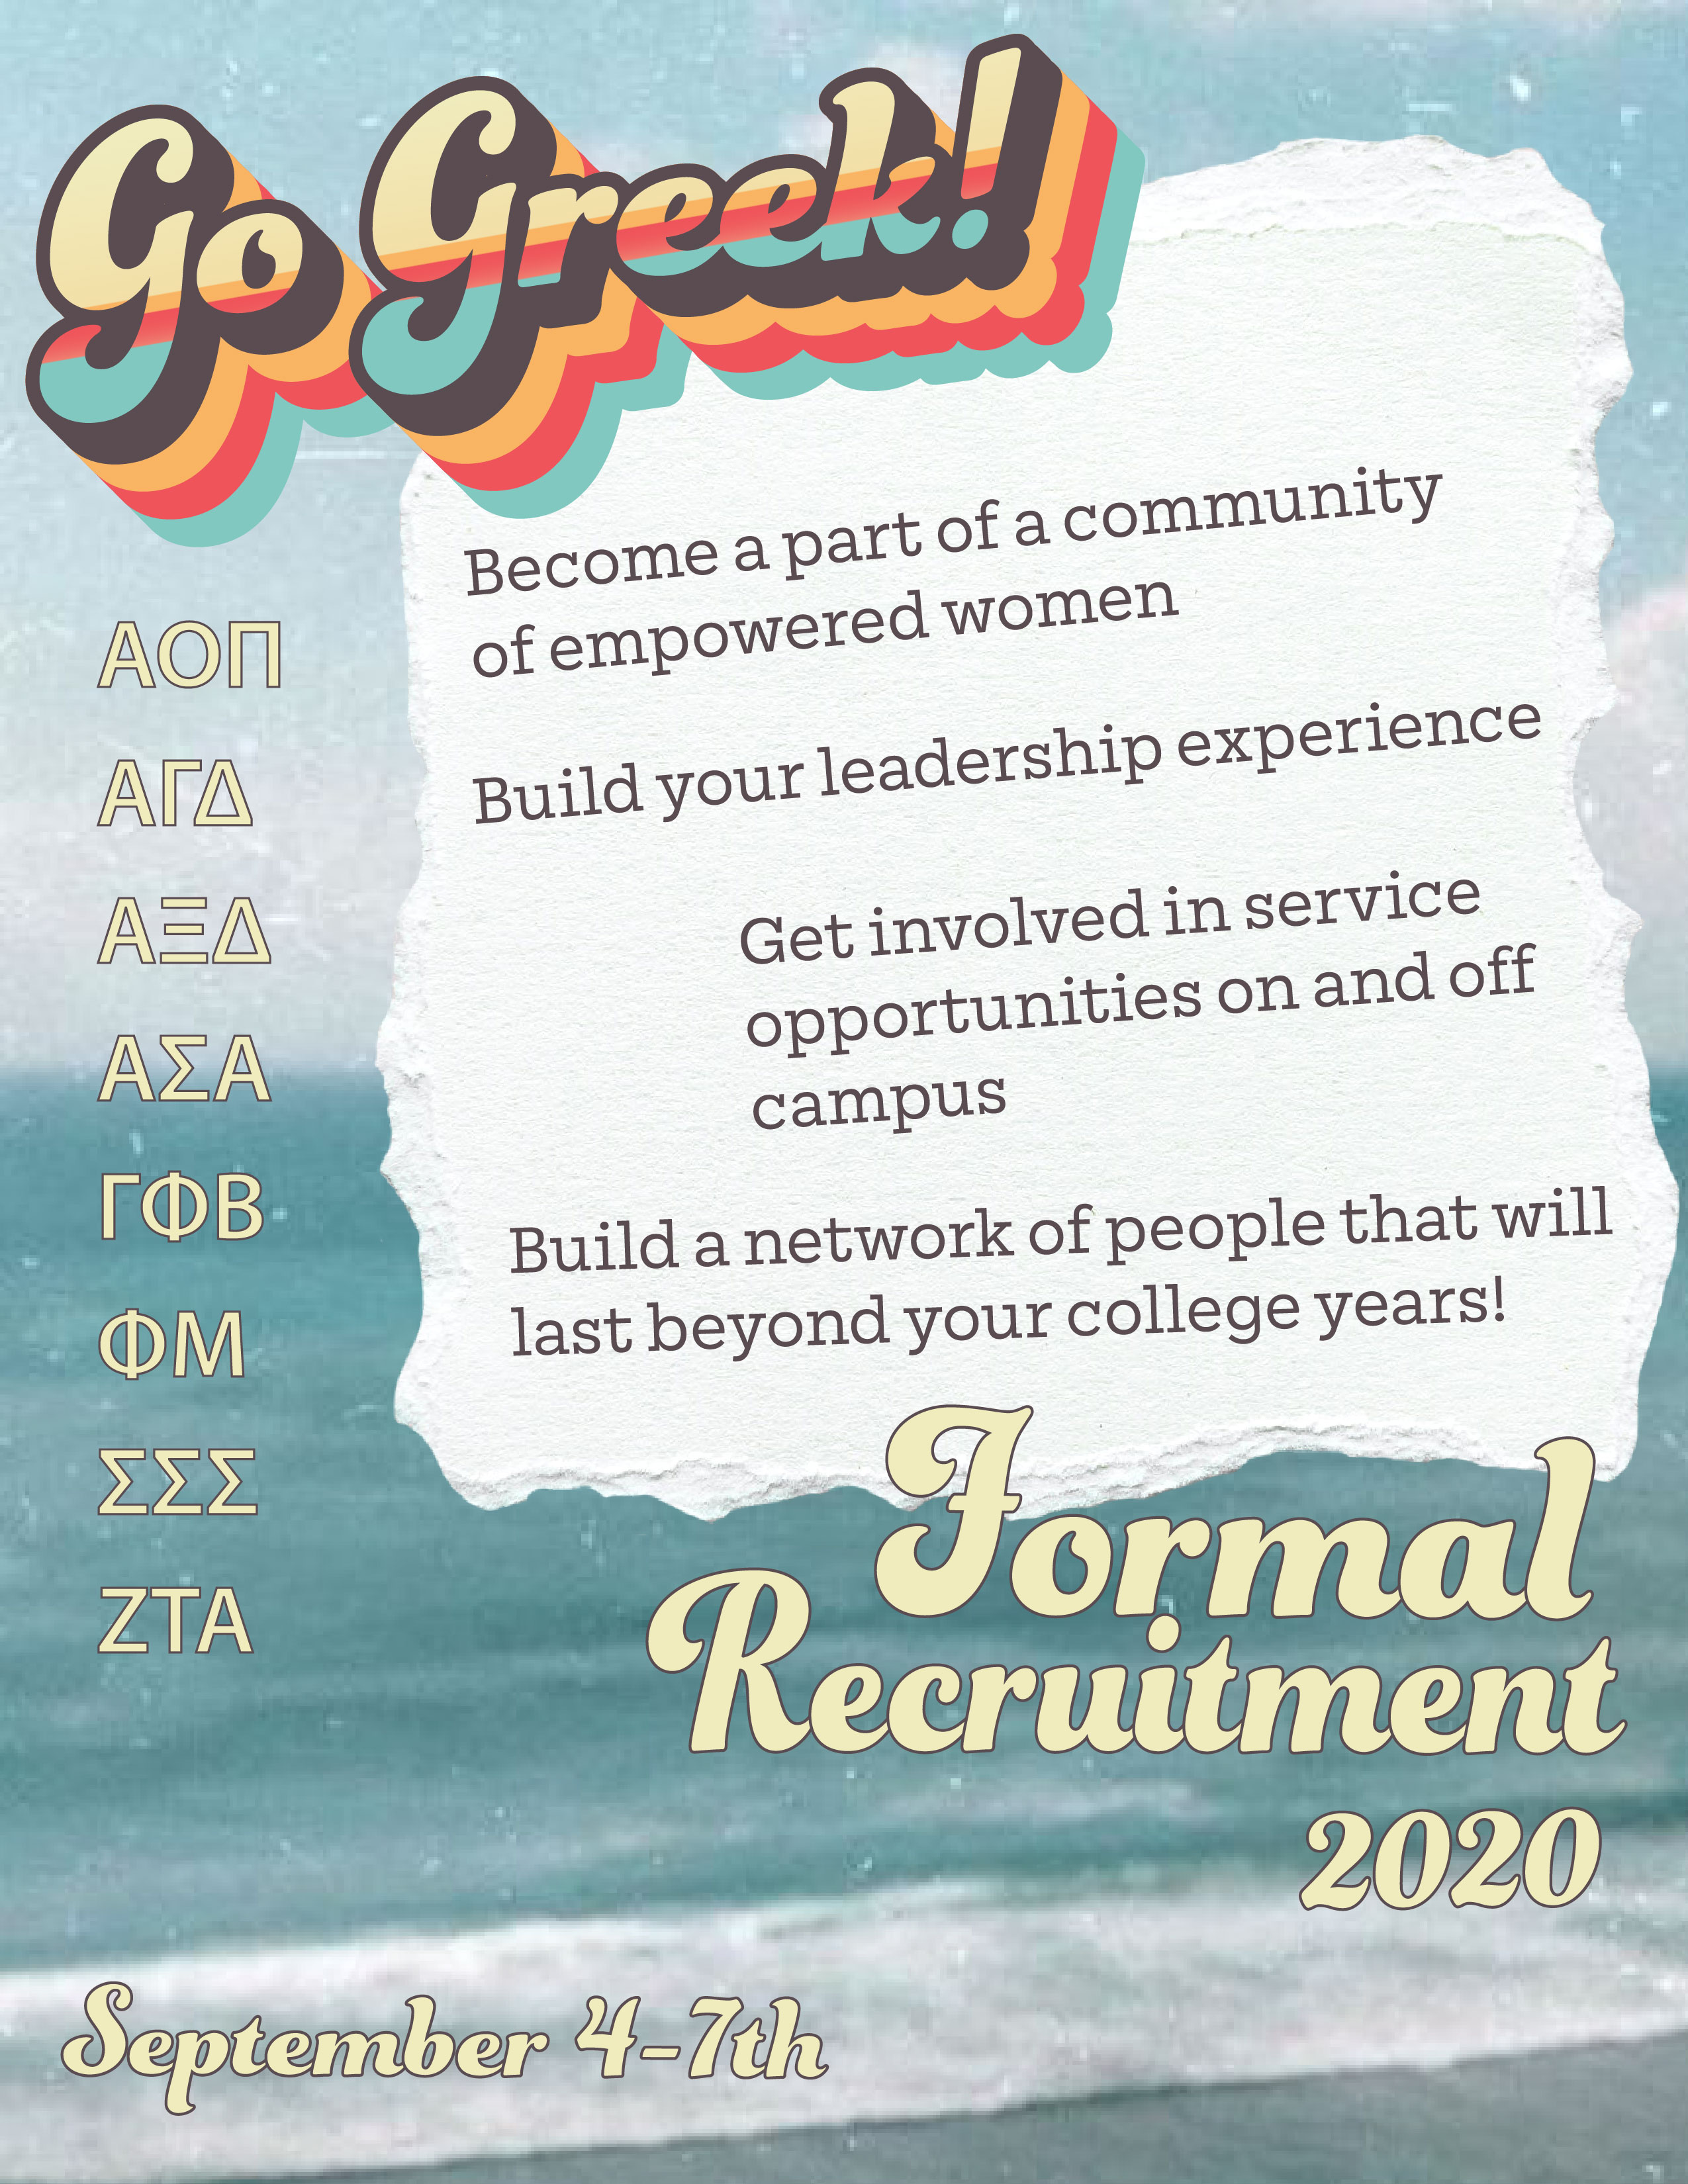 Go Greek!
Become a part of a community
of empowered women
Build your leadership experience
Get involved in service
opportunities on and off
campus
Build a network of people that will
last beyond your college years!
ΑΟΠ
ΑΓΔ
ΑΞΔ
ΑΣΑ
ΓΦΒ
ΦΜ
ΣΣΣ
ΖΤΑ
Formal
Recruitment
2020
September 4-7th